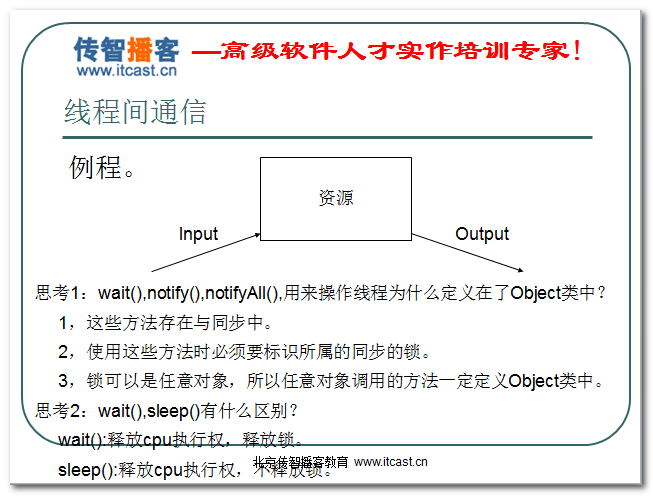 传智播客 —高级软件人才实作培训专家!
www.itcast.cn
线程间通信
例程。
资源
Input
Output
思考1：wait(),notify(),notifyAll(),用来操作线程为什么定义在了Object类中？
1，这些方法存在与同步中。
2，使用这些方法时必须要标识所属的同步的锁。
3，锁可以是任意对象，所以任意对象调用的方法一定定义Object类中。
思考2：wait(),sleep()有什么区别？
wait():释放cpu执行权，释放锁。
sleep():释放cpu执行权，不释放锁。
北京传智播客教育 www.itcast.cn